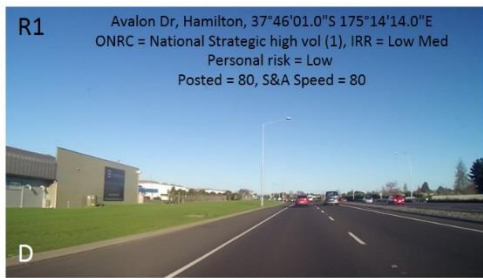 R1
Avalon Dr, Hamilton, 37°46'01.0"S 175°14'14.0"E
ONRC = National Strategic high vol (1), IRR = Low Med
Personal risk = Low
Posted = 80, S&A Speed = 80
D